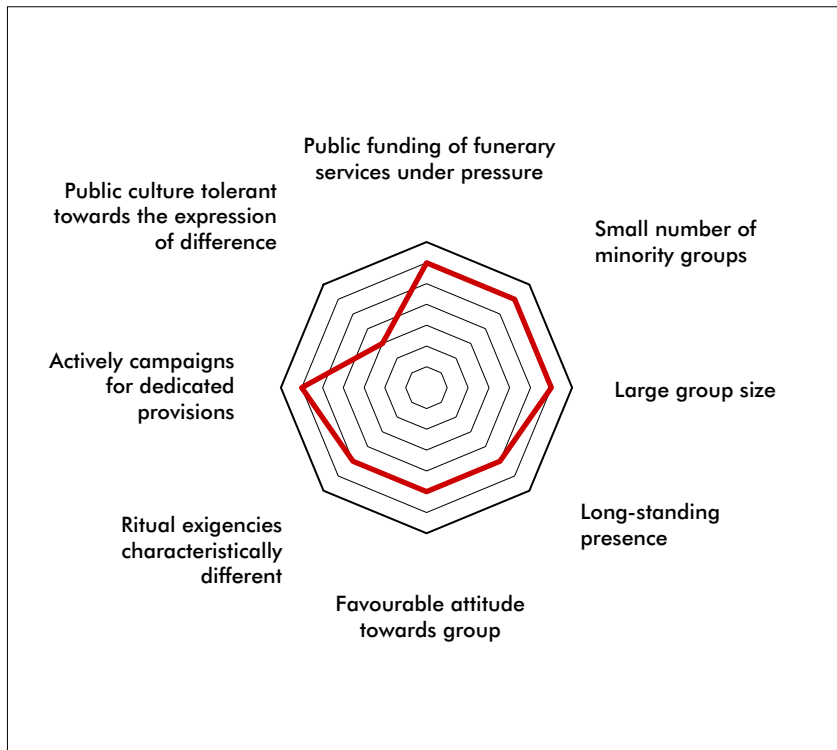 Public funding of funerary
services under pressure
Small number of
minority groups
Large group size
Long-standing
presence
Favourable attitude
towards group
Ritual exigencies
characteristically
different
Actively campaigns
for dedicated
provisions
Public culture tolerant
towards the expression
of difference